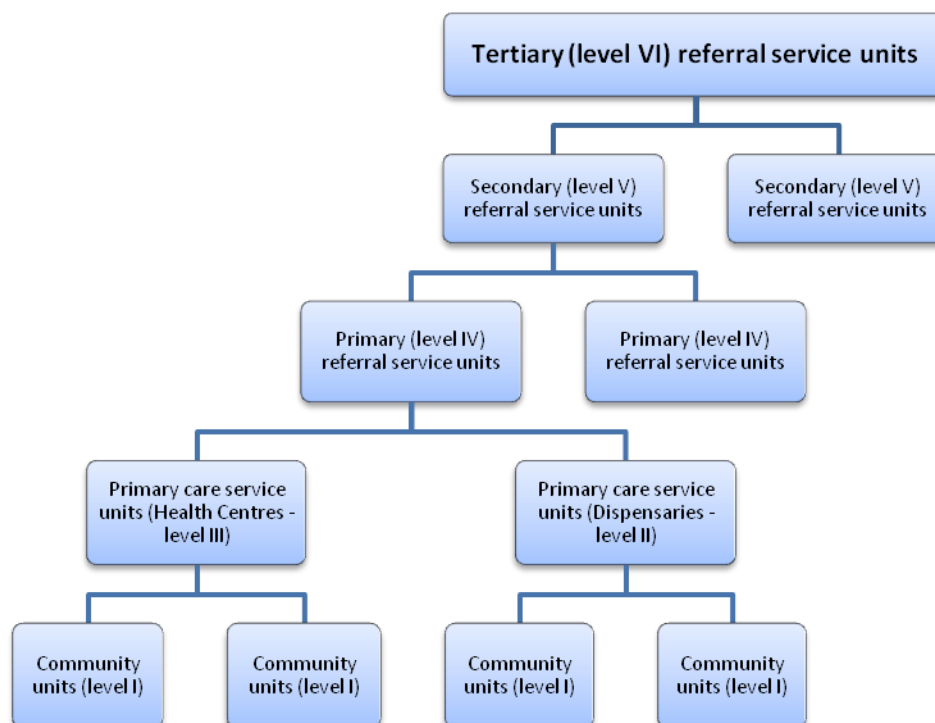 Tertiary (level VI) referral service units
Secondary (level V)
referral service units
Secondary (level V)
referral service units
Primary (level IV)
referral service units
Primary (level IV)
referral service units
Primary care service
units (Health Centres -
level III)
Primary care service
units (Dispensaries -
level II)
Community
units (level I)
Community
units (level I)
Community
units (level I)
Community
units (level I)